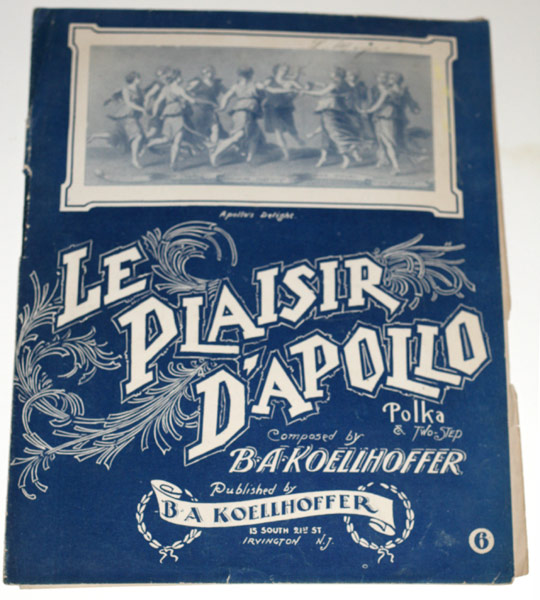 Apollo's Delight.
LE
PLAISIR
D'APOLLO
Polka
& Two-Step
Composed by
B·A·KOELLHOFFER
Published by
B·A KOELLHOFFER
15 SOUTH 21ST ST
IRVINGTON N.J.
6